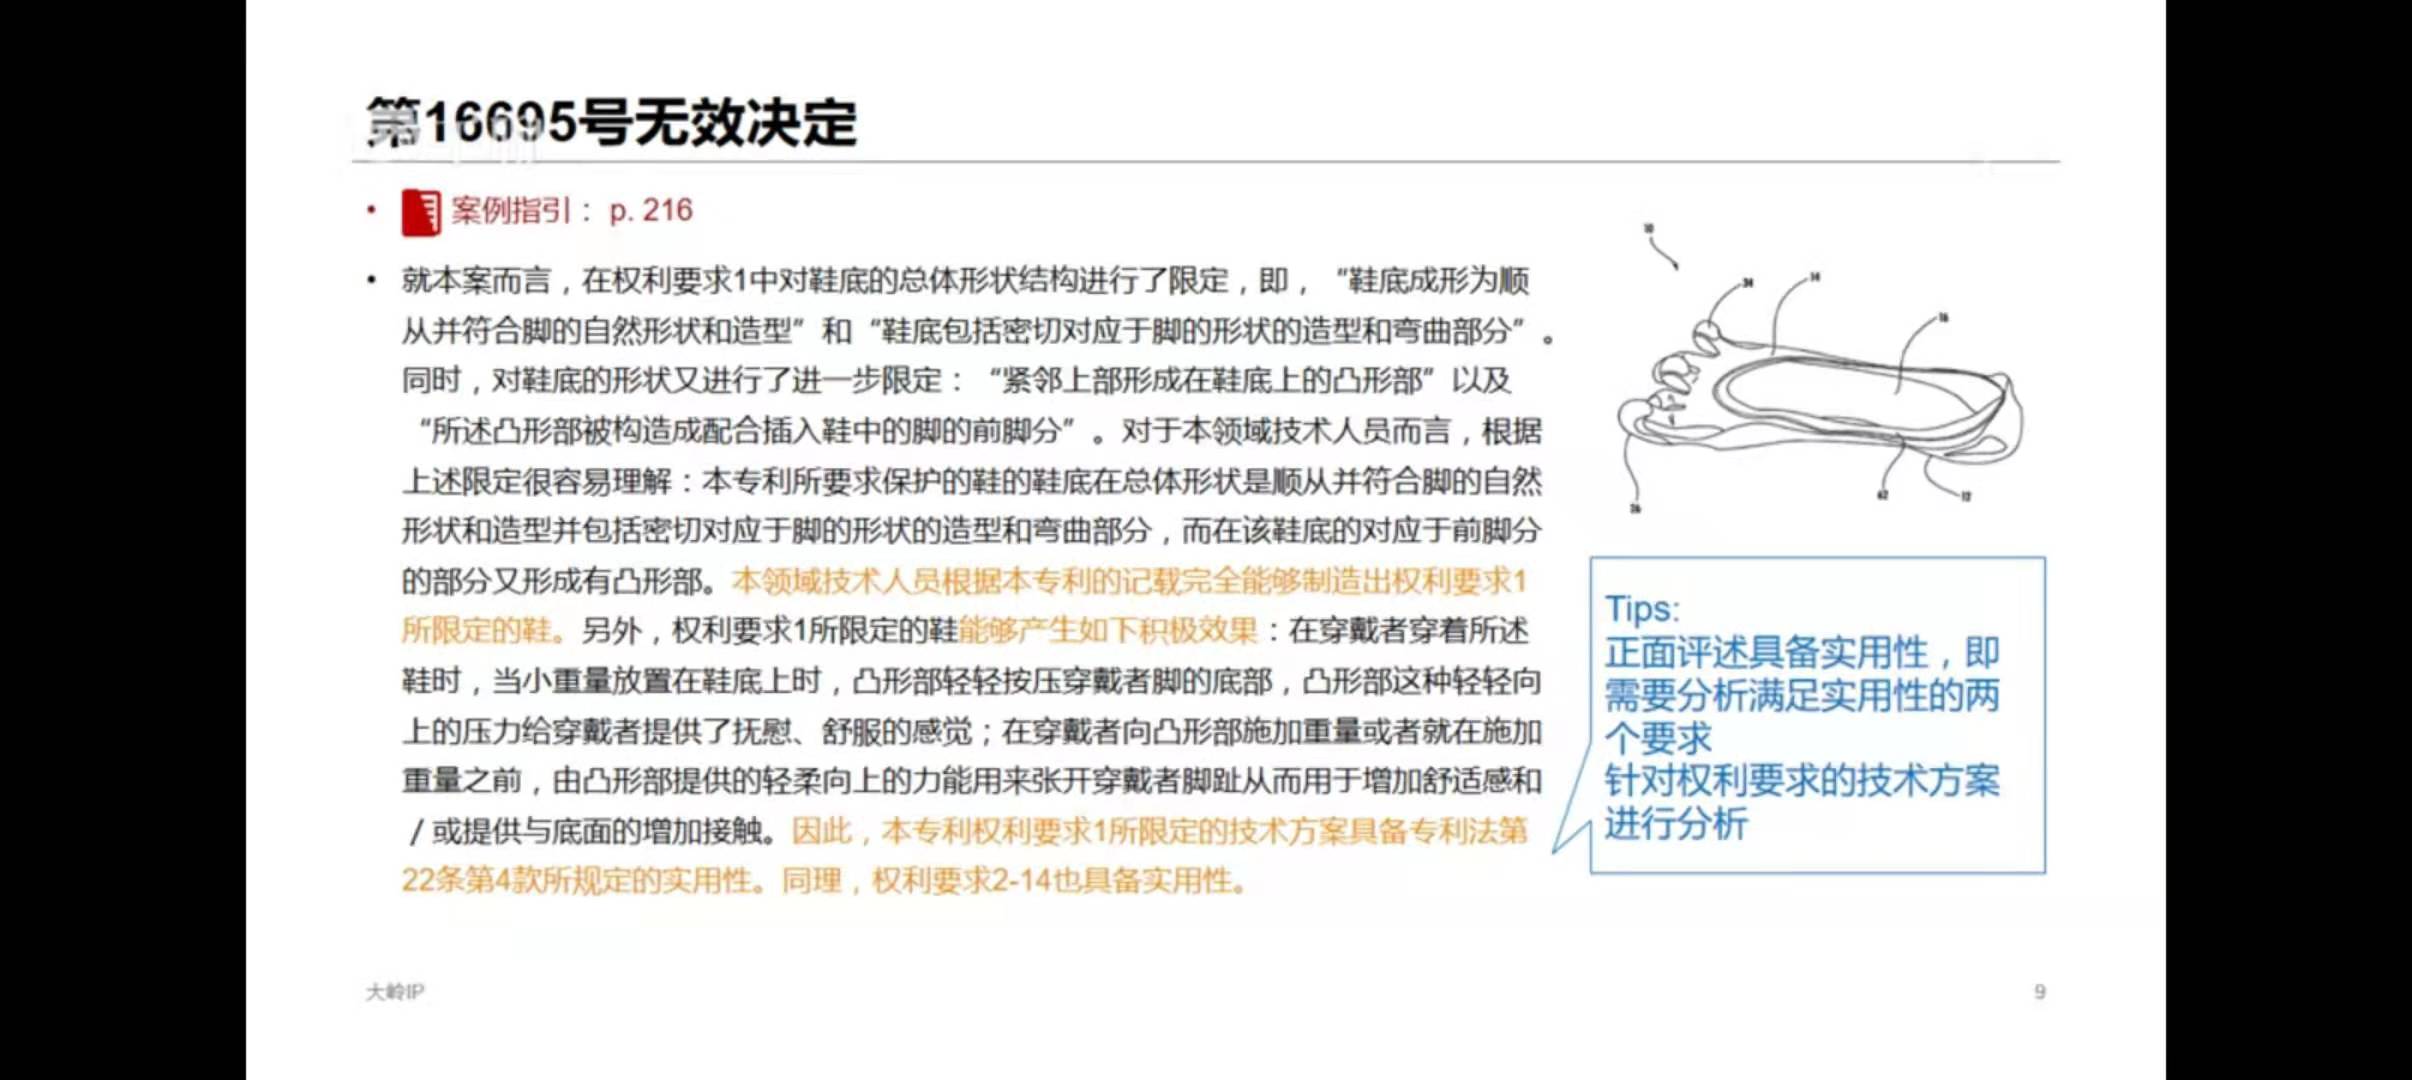 第16695号无效决定
• 案例指引： p. 216
• 就本案而言，在权利要求1中对鞋底的总体形状结构进行了限定，即，“鞋底成形为顺
从并符合脚的自然形状和造型”和“鞋底包括密切对应于脚的形状的造型和弯曲部分”。
同时，对鞋底的形状又进行了进一步限定：“紧邻上部形成在鞋底上的凸形部”以及
“所述凸形部被构造成配合插入鞋中的脚的前脚分”。对于本领域技术人员而言，根据
上述限定很容易理解：本专利所要求保护的鞋的鞋底在总体形状是顺从并符合脚的自然
形状和造型并包括密切对应于脚的形状的造型和弯曲部分，而在该鞋底的对应于前脚分
的部分又形成有凸形部。本领域技术人员根据本专利的记载完全能够制造出权利要求1
所限定的鞋。另外，权利要求1所限定的鞋能够产生如下积极效果：在穿戴者穿着所述
鞋时，当小重量放置在鞋底上时，凸形部轻轻按压穿戴者脚的底部，凸形部这种轻轻向
上的压力给穿戴者提供了抚慰、舒服的感觉；在穿戴者向凸形部施加重量或者就在施加
重量之前，由凸形部提供的轻柔向上的力能用来张开穿戴者脚趾从而用于增加舒适感和
/或提供与底面的增加接触。因此，本专利权利要求1所限定的技术方案具备专利法第
22条第4款所规定的实用性。同理，权利要求2-14也具备实用性。
10
34
14
16
36
62
12
Tips:
正面评述具备实用性，即
需要分析满足实用性的两
个要求
针对权利要求的技术方案
进行分析
大岭IP
9